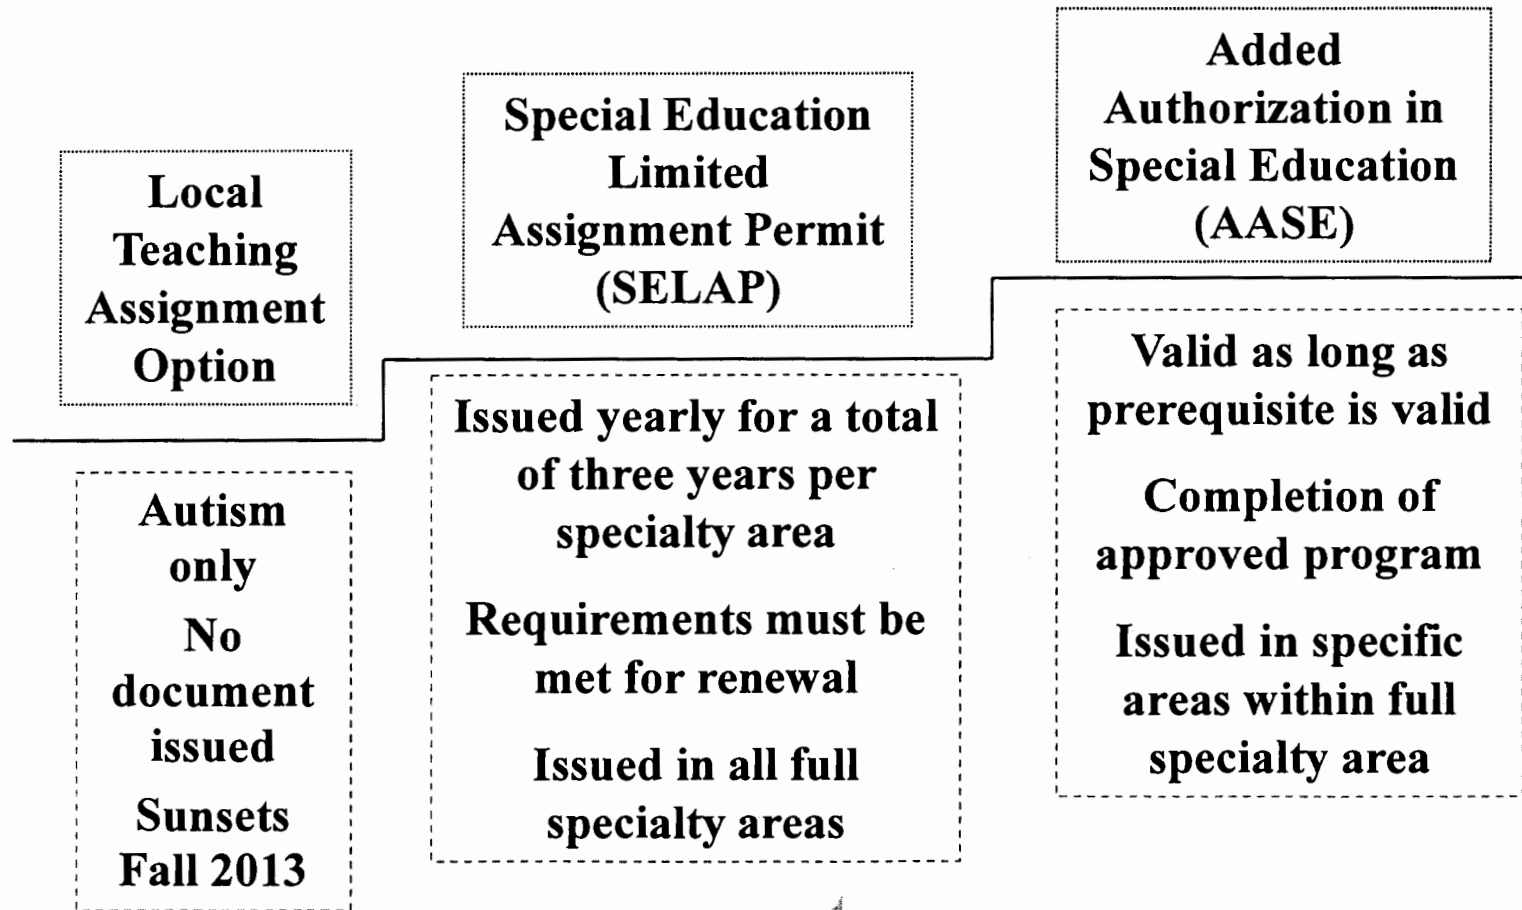 Local
Teaching
Assignment
Option
Autism
only
No
document
issued
Sunsets
Fall 2013
Special Education
Limited
Assignment Permit
(SELAP)
Issued yearly for a total
of three years per
specialty area
Requirements must be
met for renewal
Issued in all full
specialty areas
Added
Authorization in
Special Education
(AASE)
Valid as long as
prerequisite is valid
Completion of
approved program
Issued in specific
areas within full
specialty area